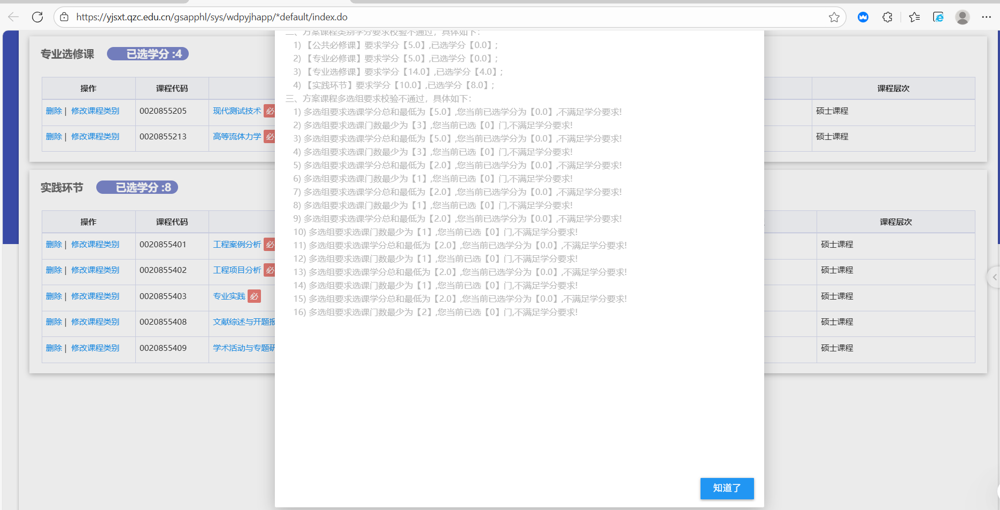 https://yjsxt.qzc.edu.cn/gsapphl/sys/wdpyjhapp/*default/index.do
专业选修课 已选学分 :4
操作 课程代码 课程层次
删除 | 修改课程类别 0020855205 现代测试技术 必 硕士课程
删除 | 修改课程类别 0020855213 高等流体力学 必 硕士课程
实践环节 已选学分 :8
操作 课程代码 课程层次
删除 | 修改课程类别 0020855401 工程案例分析 必 硕士课程
删除 | 修改课程类别 0020855402 工程项目分析 必 硕士课程
删除 | 修改课程类别 0020855403 专业实践 必 硕士课程
删除 | 修改课程类别 0020855408 文献综述与开题报 硕士课程
删除 | 修改课程类别 0020855409 学术活动与专题研 硕士课程
二、方案课程类别学分要求校验不通过，具体如下：
1) 【公共必修课】要求学分【5.0】,已选学分【0.0】;
2) 【专业必修课】要求学分【5.0】,已选学分【0.0】;
3) 【专业选修课】要求学分【14.0】,已选学分【4.0】;
4) 【实践环节】要求学分【10.0】,已选学分【8.0】;
三、方案课程多选组要求校验不通过，具体如下：
1) 多选组要求选课学分总和最低为【5.0】,您当前已选学分为【0.0】,不满足学分要求!
2) 多选组要求选课门数最少为【3】,您当前已选【0】门,不满足学分要求!
3) 多选组要求选课学分总和最低为【5.0】,您当前已选学分为【0.0】,不满足学分要求!
4) 多选组要求选课门数最少为【3】,您当前已选【0】门,不满足学分要求!
5) 多选组要求选课学分总和最低为【2.0】,您当前已选学分为【0.0】,不满足学分要求!
6) 多选组要求选课门数最少为【1】,您当前已选【0】门,不满足学分要求!
7) 多选组要求选课学分总和最低为【2.0】,您当前已选学分为【0.0】,不满足学分要求!
8) 多选组要求选课门数最少为【1】,您当前已选【0】门,不满足学分要求!
9) 多选组要求选课学分总和最低为【2.0】,您当前已选学分为【0.0】,不满足学分要求!
10) 多选组要求选课门数最少为【1】,您当前已选【0】门,不满足学分要求!
11) 多选组要求选课学分总和最低为【2.0】,您当前已选学分为【0.0】,不满足学分要求!
12) 多选组要求选课门数最少为【1】,您当前已选【0】门,不满足学分要求!
13) 多选组要求选课学分总和最低为【2.0】,您当前已选学分为【0.0】,不满足学分要求!
14) 多选组要求选课门数最少为【1】,您当前已选【0】门,不满足学分要求!
15) 多选组要求选课学分总和最低为【2.0】,您当前已选学分为【0.0】,不满足学分要求!
16) 多选组要求选课门数最少为【2】,您当前已选【0】门,不满足学分要求!
知道了